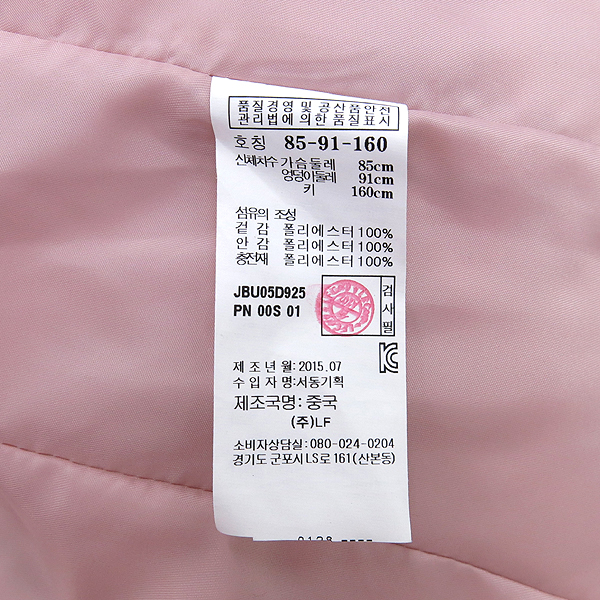 품질경영 및 공산품안전
관리법에 의한 품질표시
호칭 85-91-160
신체치수 가슴둘레 85cm
엉덩이둘레 91cm
키 160cm
섬유의 조성
겉 감 폴리에스터 100%
안 감 폴리에스터 100%
충전재 폴리에스터 100%
JBU05D925
PN 00S 01
검사필
제 조 년 월:2015.07
수 입 자 명:서동기획
제조국명:중국
(주)LF
소비자상담실:080-024-0204
경기도 군포시LS로 161(산본동)